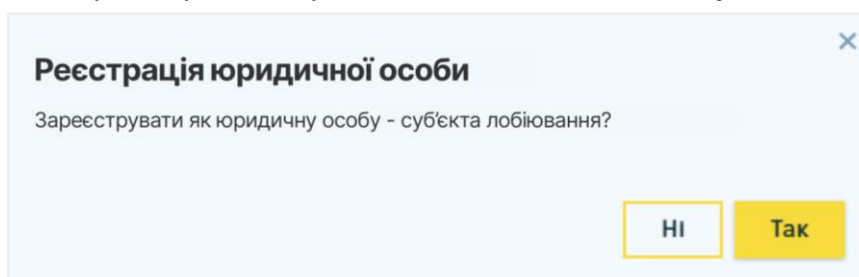 Реєстрація юридичної особи
Зареєструвати як юридичну особу - суб'єкта лобіювання?
Ні Так